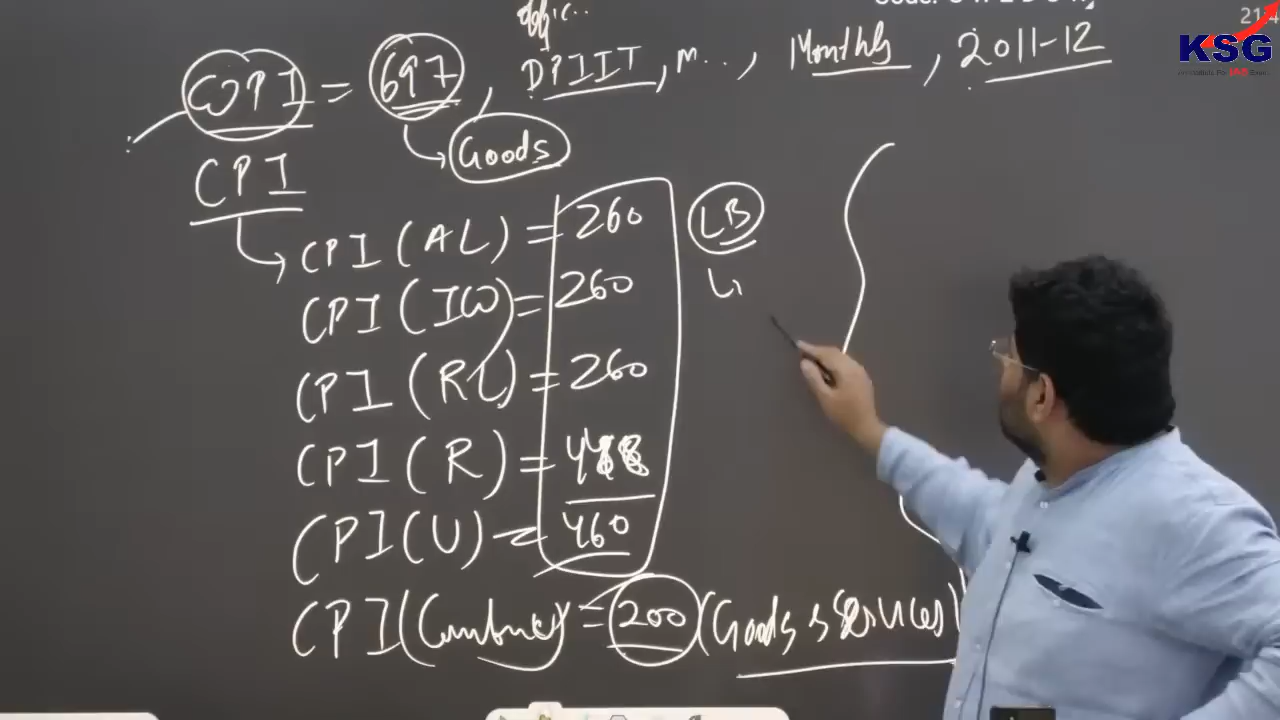 KSG
WPI = 697, DPIIT, m.., Monthly, 2011-12
Goods
CPI
CPI (AL) = 260 LB
CPI (IW) = 260
CPI (RL) = 260
CPI (R) = 448
CPI (U) = 460
CPI (Combined) = 200 (Goods & Services)